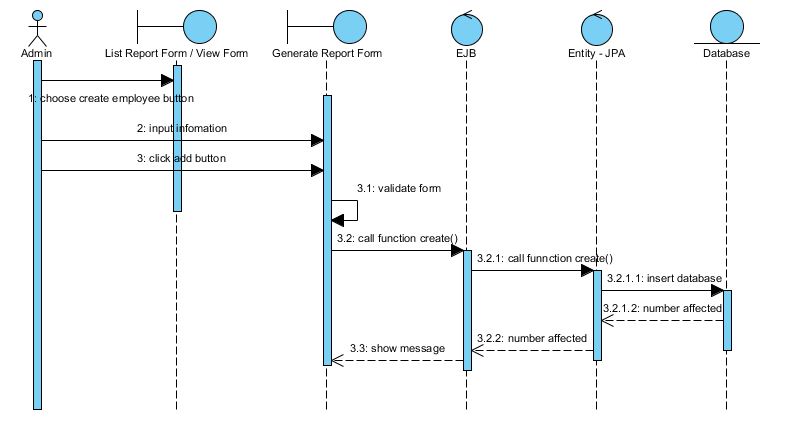 Admin
List Report Form / View Form
Generate Report Form
EJB
Entity - JPA
Database
1: choose create employee button
2: input infomation
3: click add button
3.1: validate form
3.2: call function create()
3.2.1: call funnction create()
3.2.1.1: insert database
3.2.1.2: number affected
3.2.2: number affected
3.3: show message